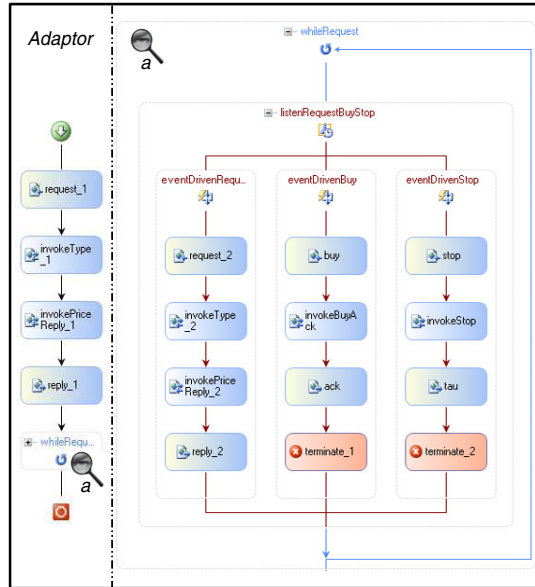 Adaptor
request_1
invokeType
_1
invokePrice
Reply_1
reply_1
whileRequ...
a
a
whileRequest
listenRequestBuyStop
eventDrivenRequ...
request_2
invokeType
_2
invokePrice
Reply_2
reply_2
eventDrivenBuy
buy
invokeBuyA
ck
ack
terminate_1
eventDrivenStop
stop
invokeStop
tau
terminate_2